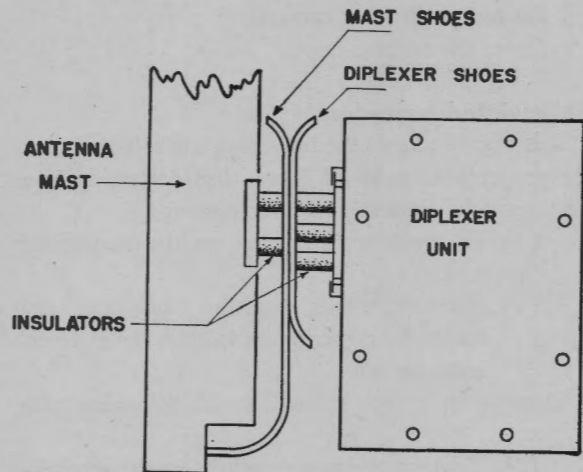 MAST SHOES
DIPLEXER SHOES
ANTENNA
MAST
DIPLEXER
UNIT
INSULATORS